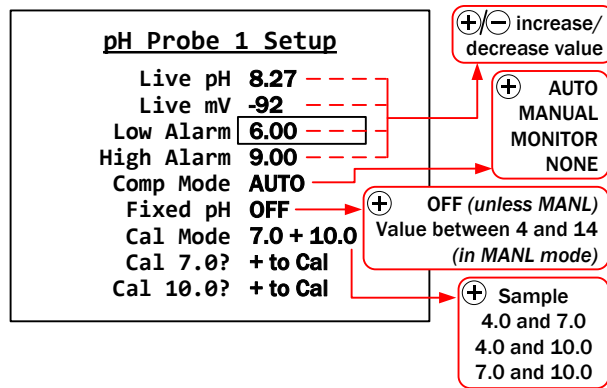 pH Probe 1 Setup
Live pH 8.27
Live mV -92
Low Alarm 6.00
High Alarm 9.00
Comp Mode AUTO
Fixed pH OFF
Cal Mode 7.0 + 10.0
Cal 7.0? + to Cal
Cal 10.0? + to Cal
+/− increase/
decrease value
+ AUTO
MANUAL
MONITOR
NONE
+ OFF (unless MANL)
Value between 4 and 14
(in MANL mode)
+ Sample
4.0 and 7.0
4.0 and 10.0
7.0 and 10.0